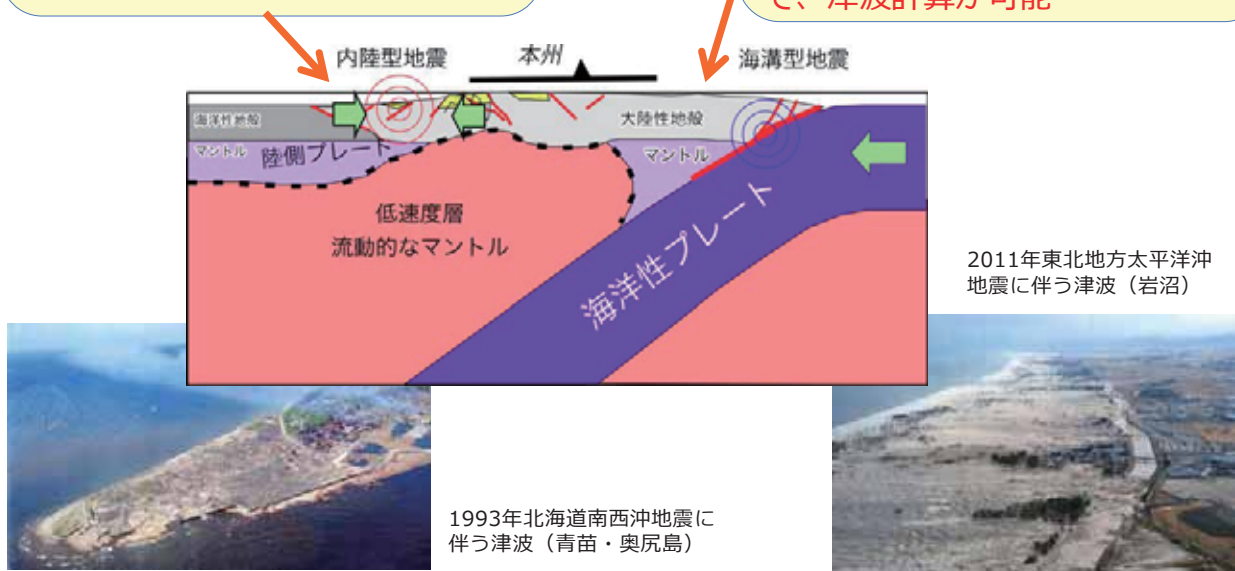 で、津波計算が可能
内陸型地震
本州
海溝型地震
海洋性地殻
大陸性地殻
マントル
陸側プレート
マントル
低速度層
流動的なマントル
海洋性プレート
2011年東北地方太平洋沖
地震に伴う津波（岩沼）
1993年北海道南西沖地震に
伴う津波（青苗・奥尻島）